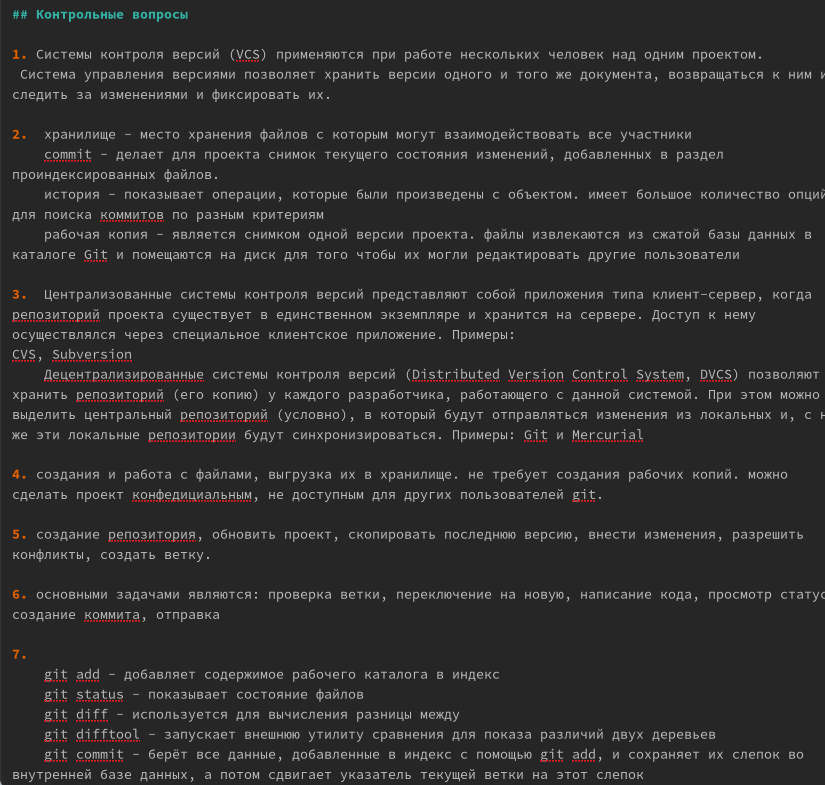 ## Контрольные вопросы
1. Системы контроля версий (VCS) применяются при работе нескольких человек над одним проектом.
Система управления версиями позволяет хранить версии одного и того же документа, возвращаться к ним и
следить за изменениями и фиксировать их.
2. хранилище – место хранения файлов с которым могут взаимодействовать все участники
commit – делает для проекта снимок текущего состояния изменений, добавленных в раздел
проиндексированных файлов.
история – показывает операции, которые были произведены с объектом. имеет большое количество опций
для поиска коммитов по разным критериям
рабочая копия – является снимком одной версии проекта. файлы извлекаются из сжатой базы данных в
каталоге Git и помещаются на диск для того чтобы их могли редактировать другие пользователи
3. Централизованные системы контроля версий представляют собой приложения типа клиент-сервер, когда
репозиторий проекта существует в единственном экземпляре и хранится на сервере. Доступ к нему
осуществлялся через специальное клиентское приложение. Примеры:
CVS, Subversion
Децентрализированные системы контроля версий (Distributed Version Control System, DVCS) позволяют
хранить репозиторий (его копию) у каждого разработчика, работающего с данной системой. При этом можно
выделить центральный репозиторий (условно), в который будут отправляться изменения из локальных и, с
же эти локальные репозитории будут синхронизироваться. Примеры: Git и Mercurial
4. создания и работа с файлами, выгрузка их в хранилище. не требует создания рабочих копий. можно
сделать проект конфедициальным, не доступным для других пользователей git.
5. создание репозитория, обновить проект, скопировать последнюю версию, внести изменения, разрешить
конфликты, создать ветку.
6. основными задачами являются: проверка ветки, переключение на новую, написание кода, просмотр статус
создание коммита, отправка
7.
git add – добавляет содержимое рабочего каталога в индекс
git status – показывает состояние файлов
git diff – используется для вычисления разницы между
git difftool – запускает внешнюю утилиту сравнения для показа различий двух деревьев
git commit – берёт все данные, добавленные в индекс с помощью git add, и сохраняет их слепок во
внутренней базе данных, а потом сдвигает указатель текущей ветки на этот слепок